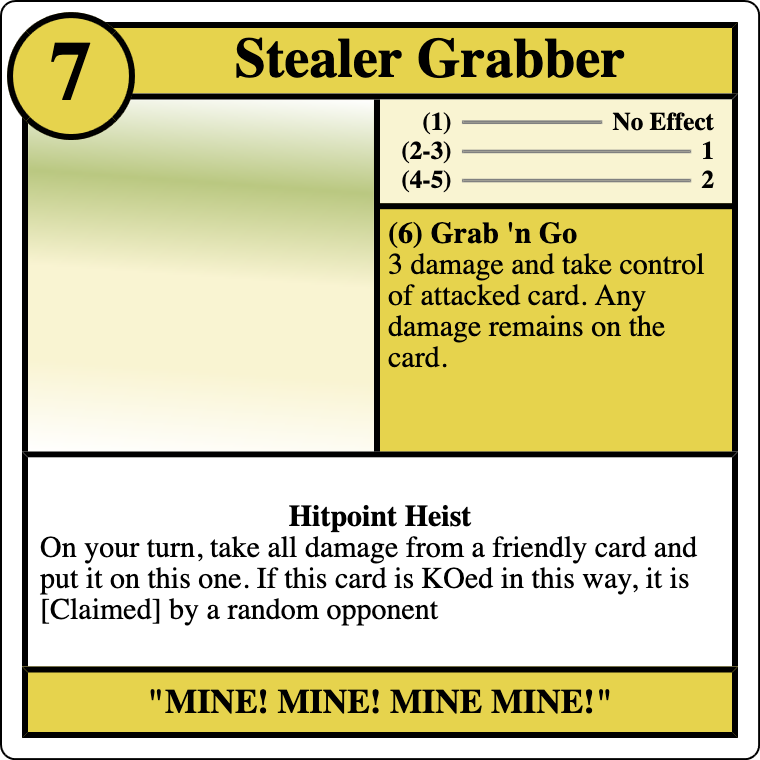 7
Stealer Grabber
(1) No Effect
(2-3) 1
(4-5) 2
(6) Grab 'n Go
3 damage and take control
of attacked card. Any
damage remains on the
card.
Hitpoint Heist
On your turn, take all damage from a friendly card and
put it on this one. If this card is KOed in this way, it is
[Claimed] by a random opponent
"MINE! MINE! MINE MINE!"